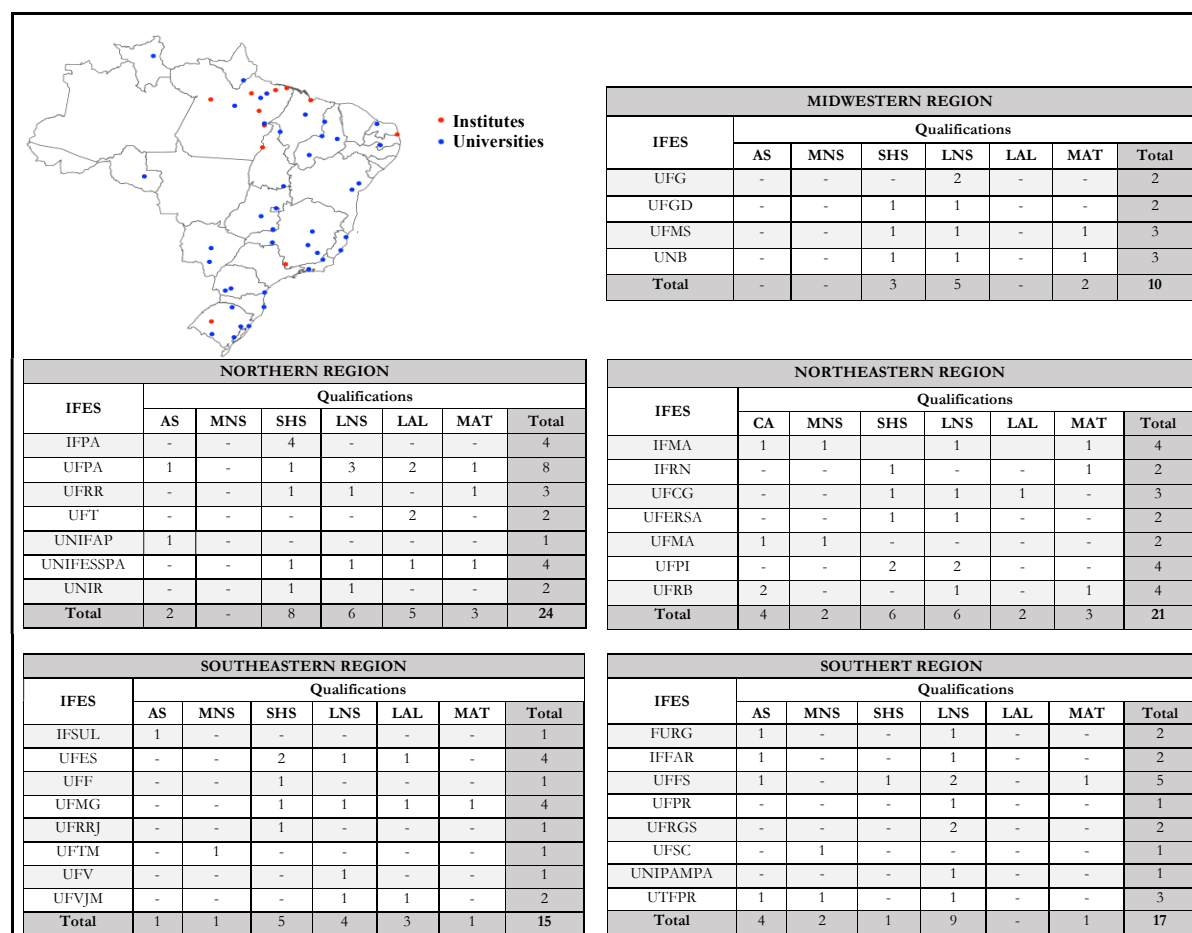 Institutes
Universities
MIDWESTERN REGION
IFES Qualifications
AS MNS SHS LNS LAL MAT Total
UFG - - - 2 - - 2
UFGD - - 1 1 - - 2
UFMS - - 1 1 - 1 3
UNB - - 1 1 - 1 3
Total - - 3 5 - 2 10
NORTHERN REGION
IFES Qualifications
AS MNS SHS LNS LAL MAT Total
IFPA - - 4 - - - 4
UFPA 1 - 1 3 2 1 8
UFRR - - 1 1 - 1 3
UFT - - - - 2 - 2
UNIFAP 1 - - - - - 1
UNIFESSPA - - 1 1 1 1 4
UNIR - - 1 1 - - 2
Total 2 - 8 6 5 3 24
NORTHEASTERN REGION
IFES Qualifications
CA MNS SHS LNS LAL MAT Total
IFMA 1 1 1 1 4
IFRN - - 1 - - 1 2
UFCG - - 1 1 1 - 3
UFERSA - - 1 1 2
UFMA 1 1 - - - - 2
UFPI - - 2 2 - - 4
UFRB 2 - - 1 - 1 4
Total 4 2 6 6 2 3 21
SOUTHEASTERN REGION
IFES Qualifications
AS MNS SHS LNS LAL MAT Total
IFSUL 1 - - - - - 1
UFES - - 2 1 1 - 4
UFF - - 1 - - - 1
UFMG - - 1 1 1 1 4
UFRRJ - - 1 - - - 1
UFTM - 1 - - - - 1
UFV - - - 1 - - 1
UFVJM - - - 1 1 - 2
Total 1 1 5 4 3 1 15
SOUTHERT REGION
IFES Qualifications
AS MNS SHS LNS LAL MAT Total
FURG 1 - - 1 - - 2
IFFAR 1 - - 1 - - 2
UFFS 1 - 1 2 - 1 5
UFPR - - - 1 - - 1
UFRGS - - - 2 - - 2
UFSC - 1 - - - - 1
UNIPAMPA - - - 1 - - 1
UTFPR 1 1 - 1 - - 3
Total 4 2 1 9 - 1 17